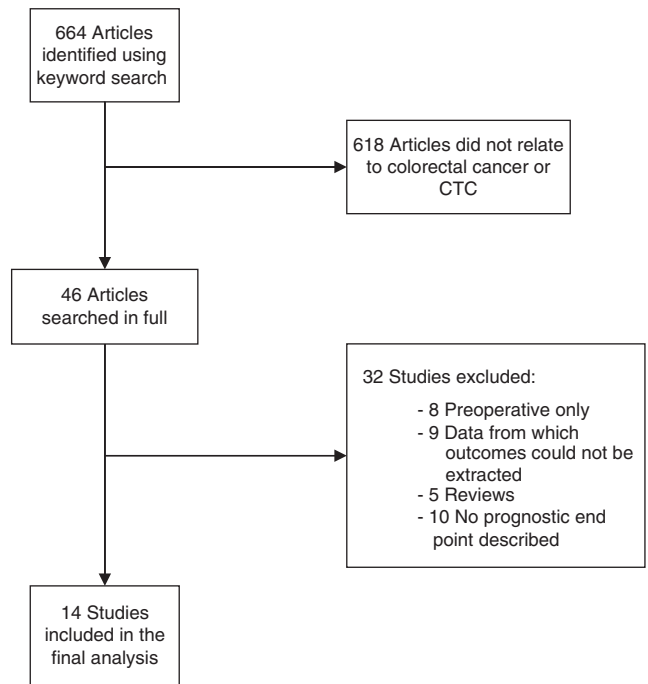 664 Articles
identified using
keyword search
618 Articles did not relate
to colorectal cancer or
CTC
46 Articles
searched in full
32 Studies excluded:
- 8 Preoperative only
- 9 Data from which
outcomes could not be
extracted
- 5 Reviews
- 10 No prognostic end
point described
14 Studies
included in the
final analysis